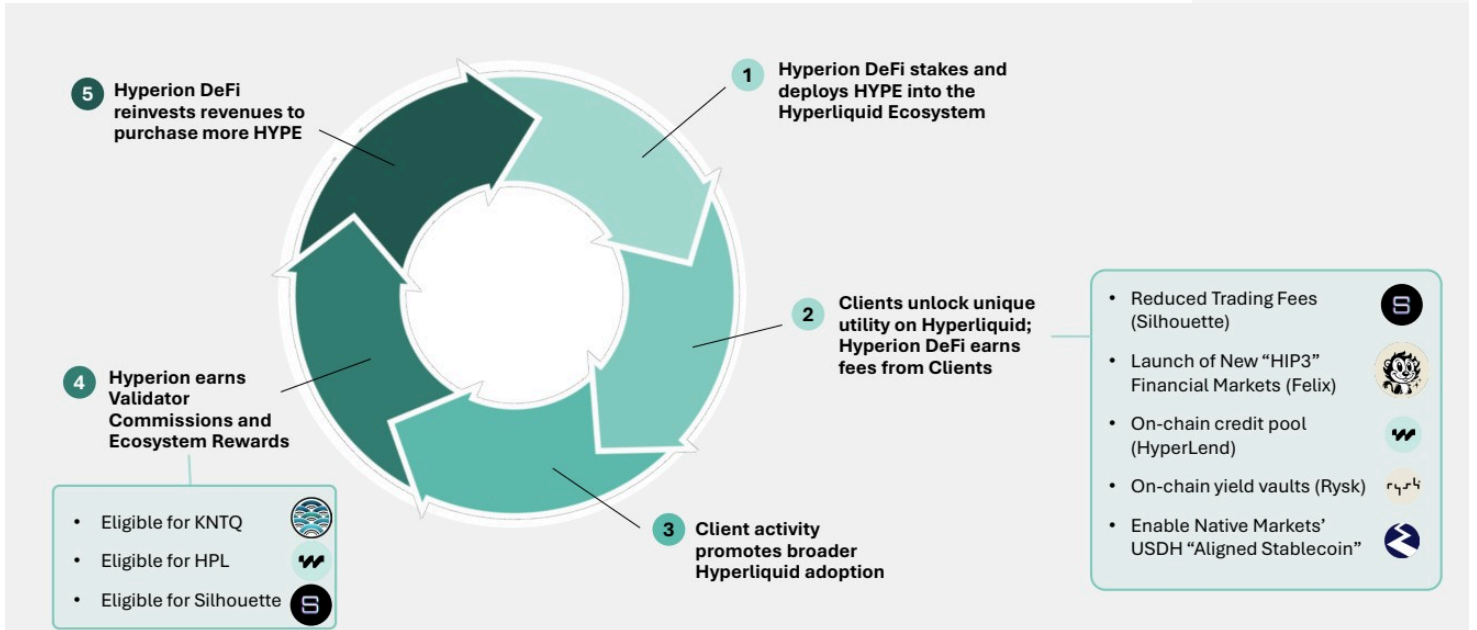 1
Hyperion DeFi stakes and
deploys HYPE into the
Hyperliquid Ecosystem
2
Clients unlock unique
utility on Hyperliquid;
Hyperion DeFi earns
fees from Clients
• Reduced Trading Fees
(Silhouette)
• Launch of New “HIP3”
Financial Markets (Felix)
• On-chain credit pool
(HyperLend)
• On-chain yield vaults (Rysk)
• Enable Native Markets’
USDH “Aligned Stablecoin”
3
Client activity
promotes broader
Hyperliquid adoption
4
Hyperion earns
Validator
Commissions and
Ecosystem Rewards
• Eligible for KNTQ
• Eligible for HPL
• Eligible for Silhouette
5
Hyperion DeFi
reinvests revenues to
purchase more HYPE
S
rysk
S